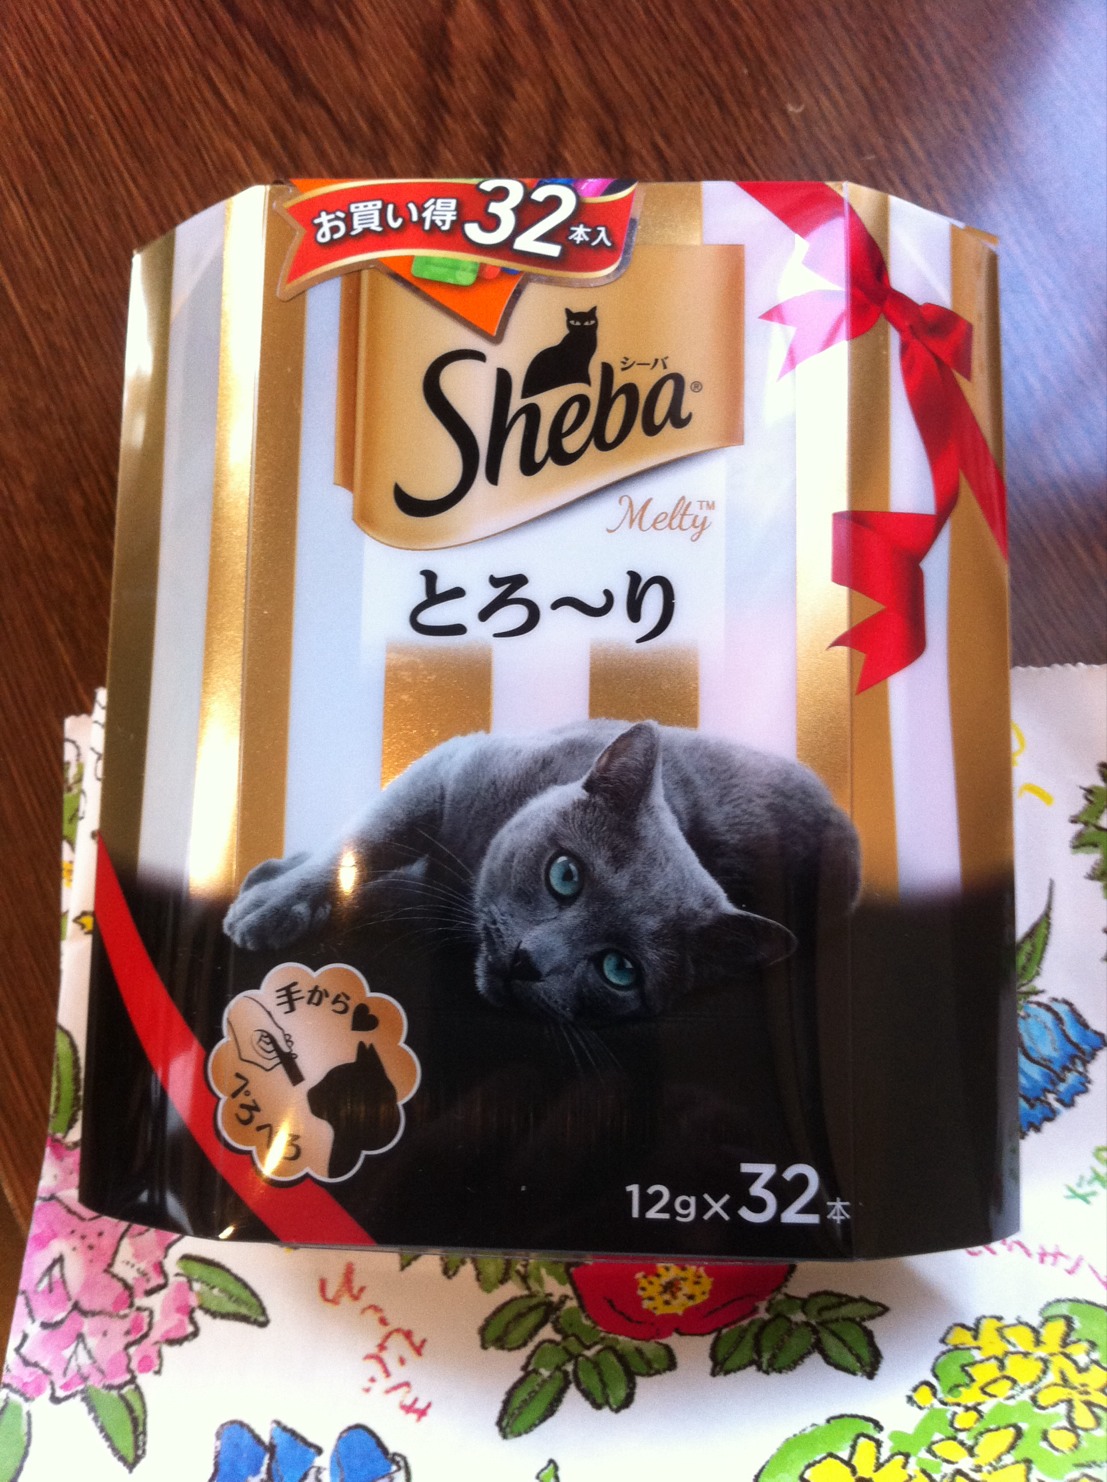 お買い得32本入
シーバ
Sheba®
Melty™
とろ〜り
手から♥
ぺろぺろ
12g×32本